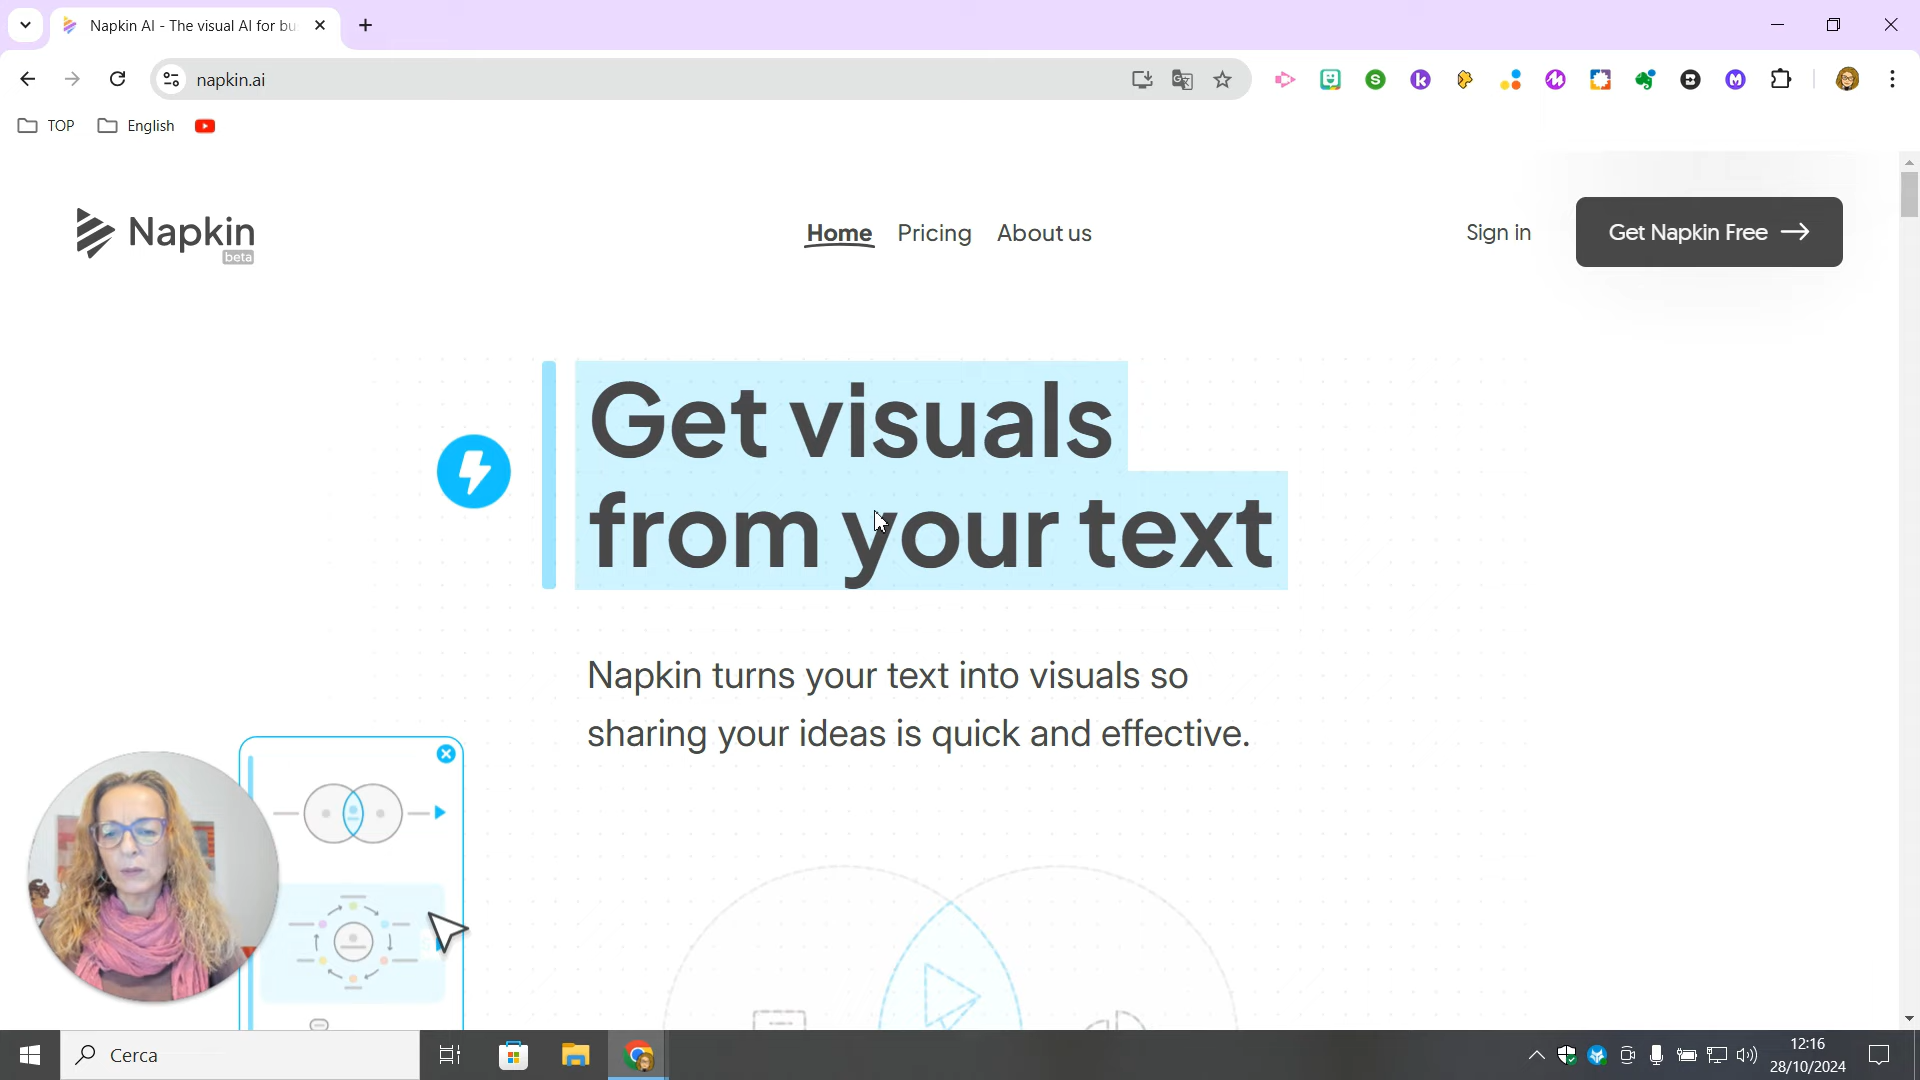 Napkin AI - The visual AI for bu
napkin.ai
TOP
English
Napkin
beta
Home
Pricing
About us
Sign in
Get Napkin Free
Get visuals
from your text
Napkin turns your text into visuals so
sharing your ideas is quick and effective.
Cerca
12:16
28/10/2024